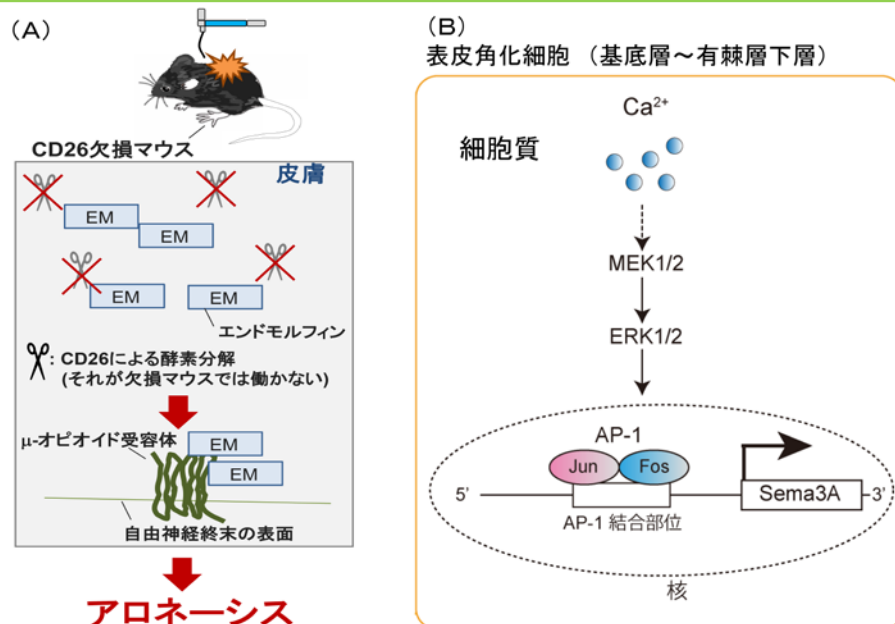 (A)
CD26欠損マウス
皮膚
EM
EM
EM
EM
エンドモルフィン
: CD26による酵素分解
(それが欠損マウスでは働かない)
μ-オピオイド受容体
EM
EM
自由神経終末の表面
アロネーシス
(B)
表皮角化細胞 (基底層~有棘層下層)
Ca²⁺
細胞質
MEK1/2
ERK1/2
AP-1
Jun
Fos
5’
Sema3A
3’
AP-1 結合部位
核